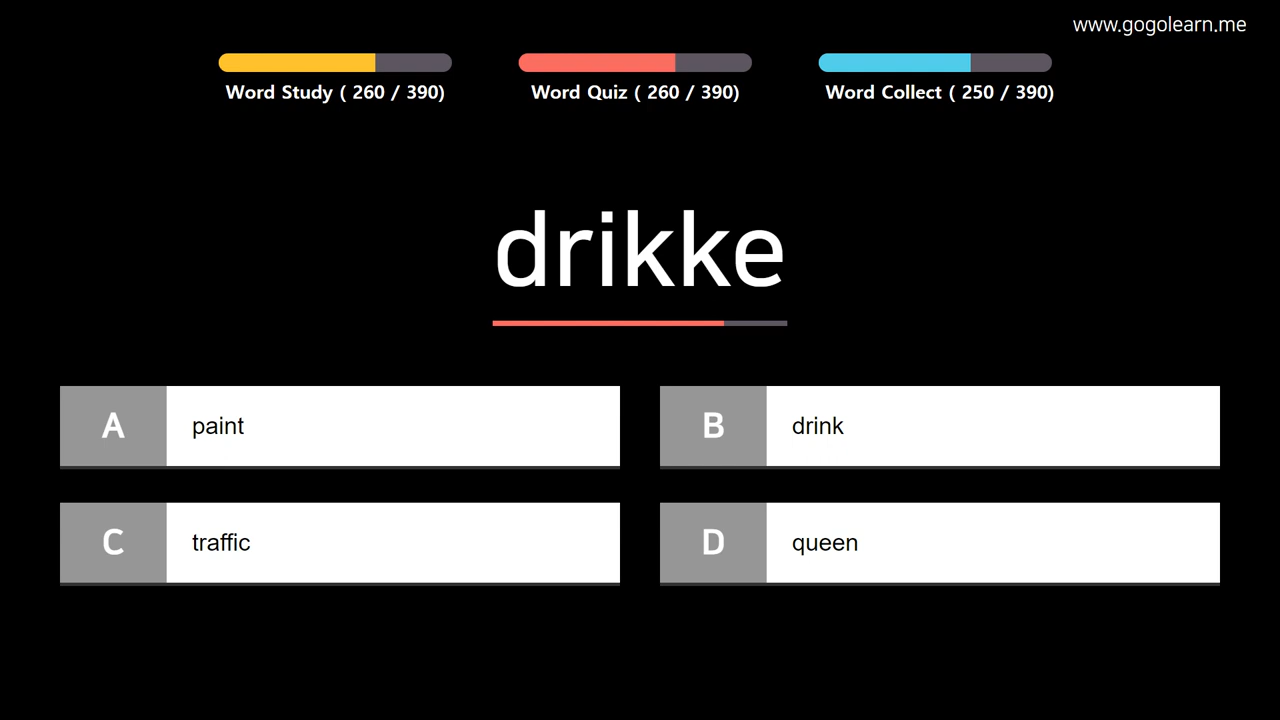 www.gogolearn.me
Word Study ( 260 / 390)
Word Quiz ( 260 / 390)
Word Collect ( 250 / 390)
drikke
A paint
B drink
C traffic
D queen